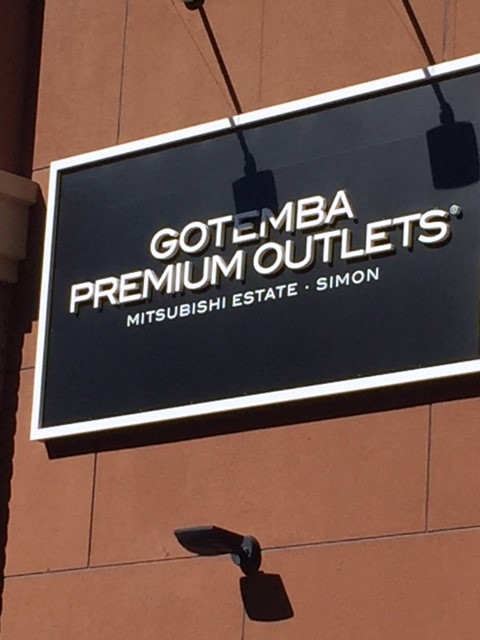 GOTEMBA
PREMIUM OUTLETS®
MITSUBISHI ESTATE · SIMON